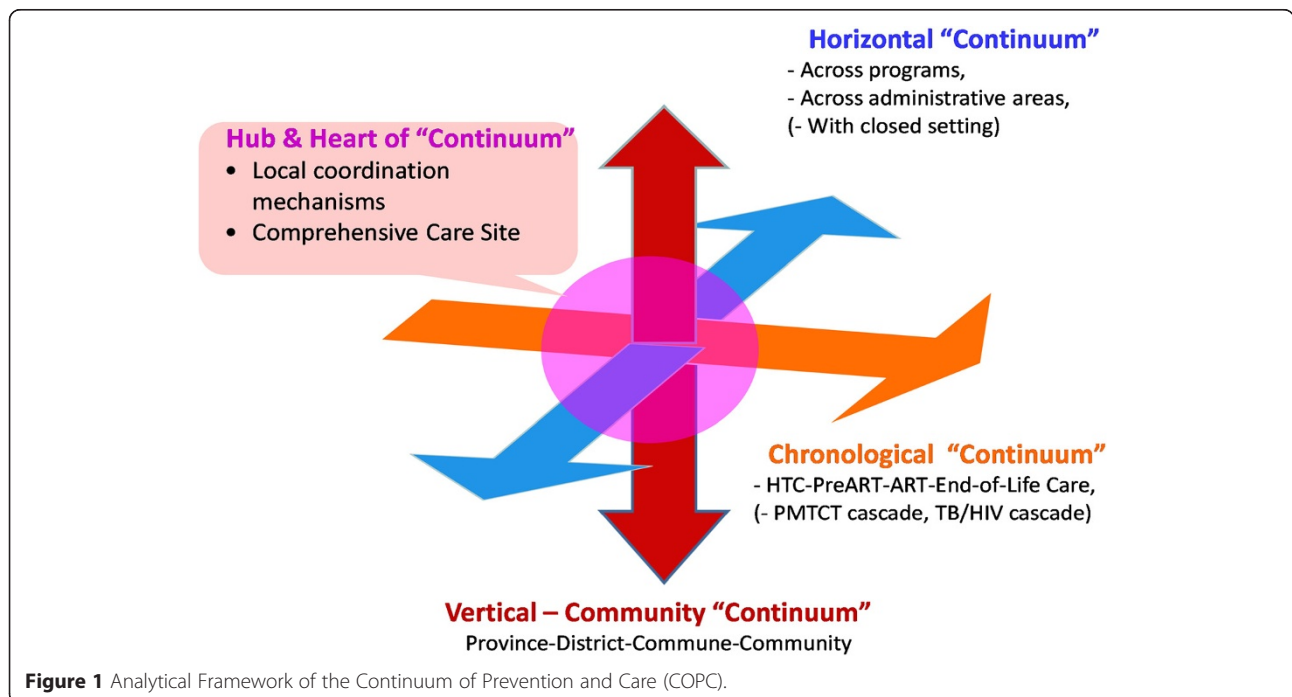 Horizontal “Continuum”
- Across programs,
- Across administrative areas,
(- With closed setting)
Hub & Heart of “Continuum”
• Local coordination
mechanisms
• Comprehensive Care Site
Chronological “Continuum”
- HTC-PreART-ART-End-of-Life Care,
(- PMTCT cascade, TB/HIV cascade)
Vertical – Community “Continuum”
Province-District-Commune-Community
Figure 1 Analytical Framework of the Continuum of Prevention and Care (COPC).